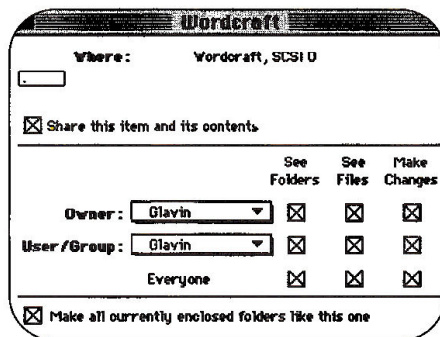 Wordcraft
Where: Wordcraft, SCSI 0
Share this item and its contents
See Folders See Files Make Changes
Owner: Glavin
User/Group: Glavin
Everyone
Make all currently enclosed folders like this one